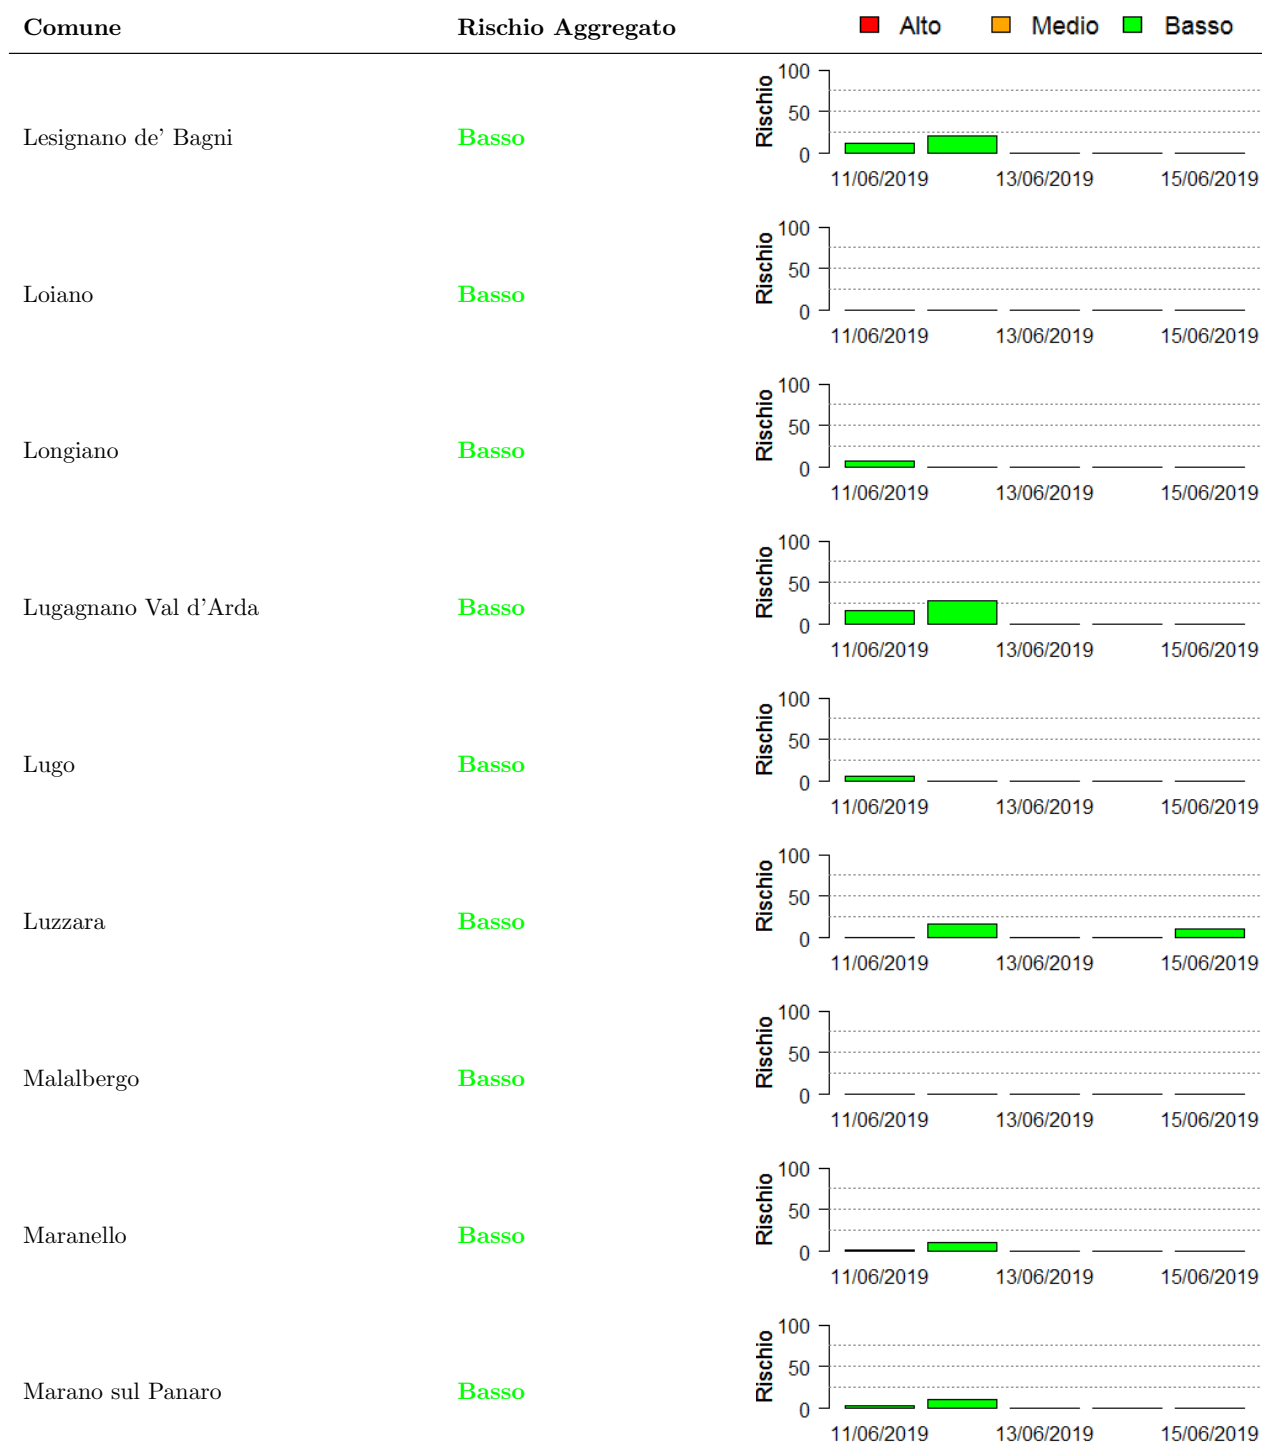 Comune Rischio Aggregato Alto Medio Basso
Lesignano de' Bagni Basso Rischio 100 50 0
11/06/2019 13/06/2019 15/06/2019
Loiano Basso Rischio 100 50 0
11/06/2019 13/06/2019 15/06/2019
Longiano Basso Rischio 100 50 0
11/06/2019 13/06/2019 15/06/2019
Lugagnano Val d'Arda Basso Rischio 100 50 0
11/06/2019 13/06/2019 15/06/2019
Lugo Basso Rischio 100 50 0
11/06/2019 13/06/2019 15/06/2019
Luzzara Basso Rischio 100 50 0
11/06/2019 13/06/2019 15/06/2019
Malalbergo Basso Rischio 100 50 0
11/06/2019 13/06/2019 15/06/2019
Maranello Basso Rischio 100 50 0
11/06/2019 13/06/2019 15/06/2019
Marano sul Panaro Basso Rischio 100 50 0
11/06/2019 13/06/2019 15/06/2019